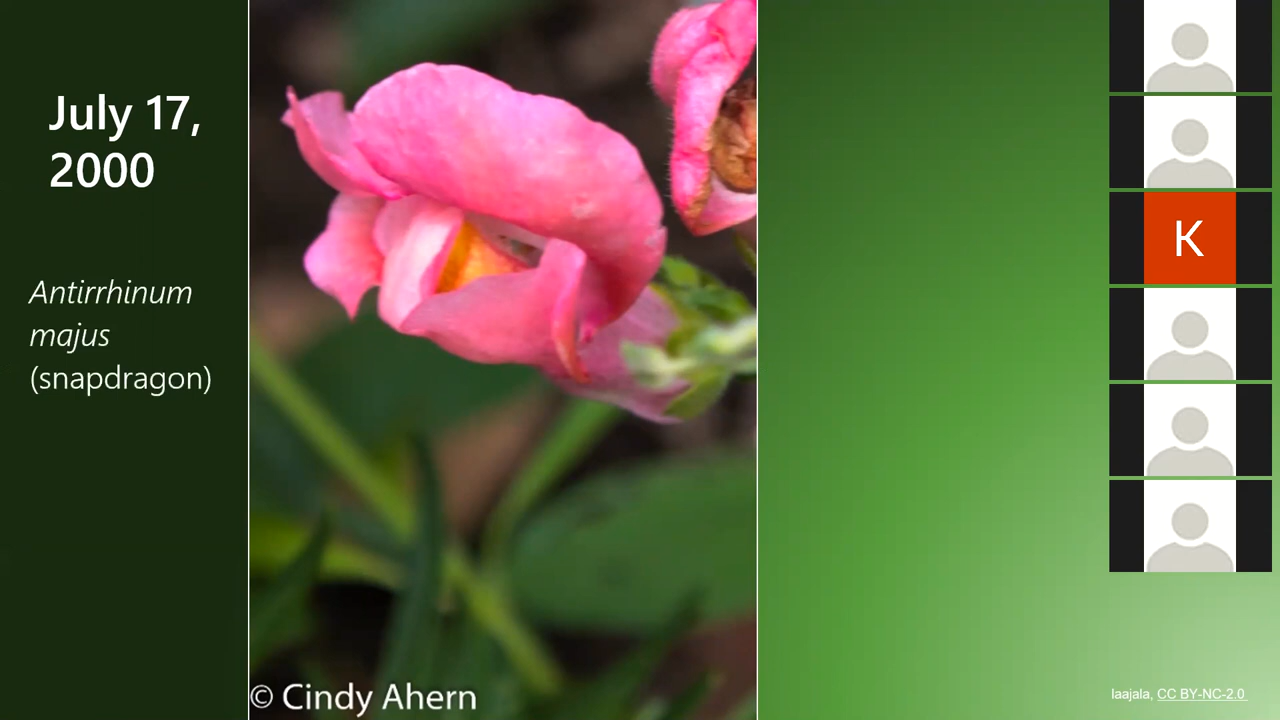 July 17,
2000
Antirrhinum
majus
(snapdragon)
K
© Cindy Ahern
laajala, CC BY-NC-2.0